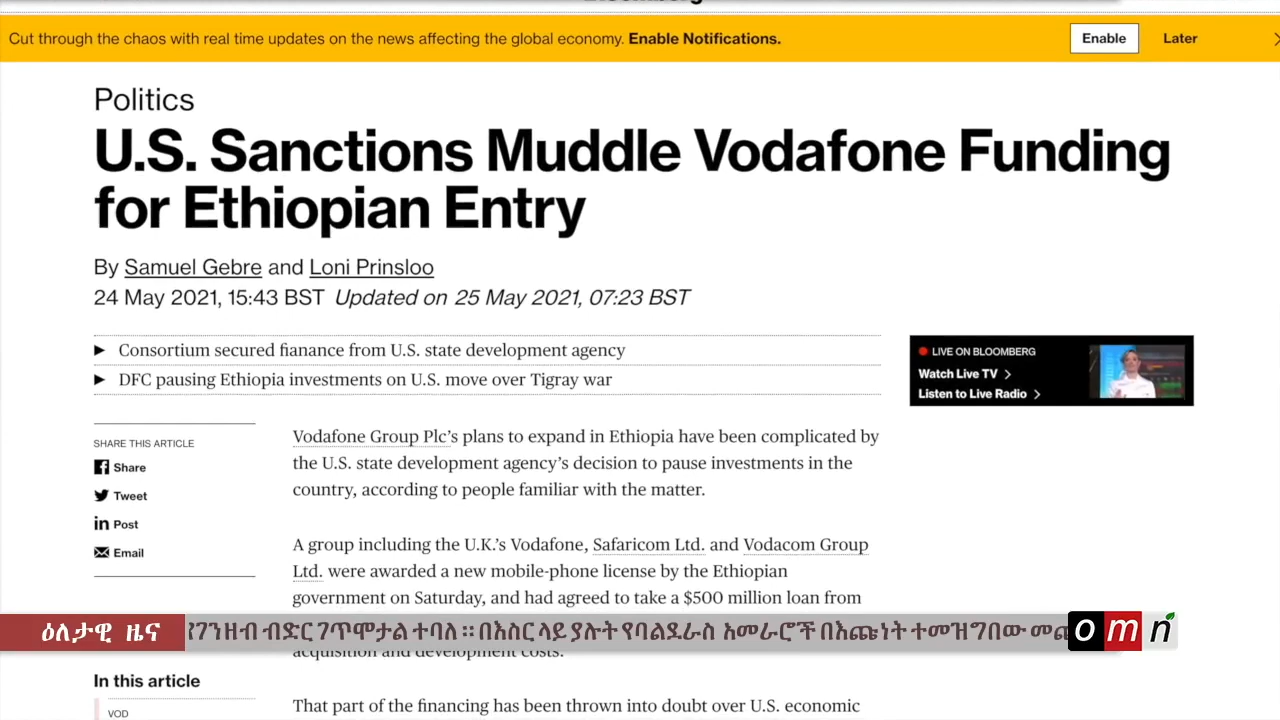 Cut through the chaos with real time updates on the news affecting the global economy. Enable Notifications.
Enable
Later
Politics
U.S. Sanctions Muddle Vodafone Funding
for Ethiopian Entry
By Samuel Gebre and Loni Prinsloo
24 May 2021, 15:43 BST Updated on 25 May 2021, 07:23 BST
Consortium secured fianance from U.S. state development agency
DFC pausing Ethiopia investments on U.S. move over Tigray war
LIVE ON BLOOMBERG
Watch Live TV
Listen to Live Radio
SHARE THIS ARTICLE
Share
Tweet
Post
Email
Vodafone Group Plc's plans to expand in Ethiopia have been complicated by
the U.S. state development agency's decision to pause investments in the
country, according to people familiar with the matter.
A group including the U.K.'s Vodafone, Safaricom Ltd. and Vodacom Group
Ltd. were awarded a new mobile-phone license by the Ethiopian
government on Saturday, and had agreed to take a $500 million loan from
ዕለታዊ ዜና
የገንዘብ ብድር ገጥሞታል ተባለ ። በእስር ላይ ያሉት የባልደራስ አመራሮች በእጩነት ተመዝግበው
omn
acquisition and development costs.
In this article
VOD
That part of the financing has been thrown into doubt over U.S. economic